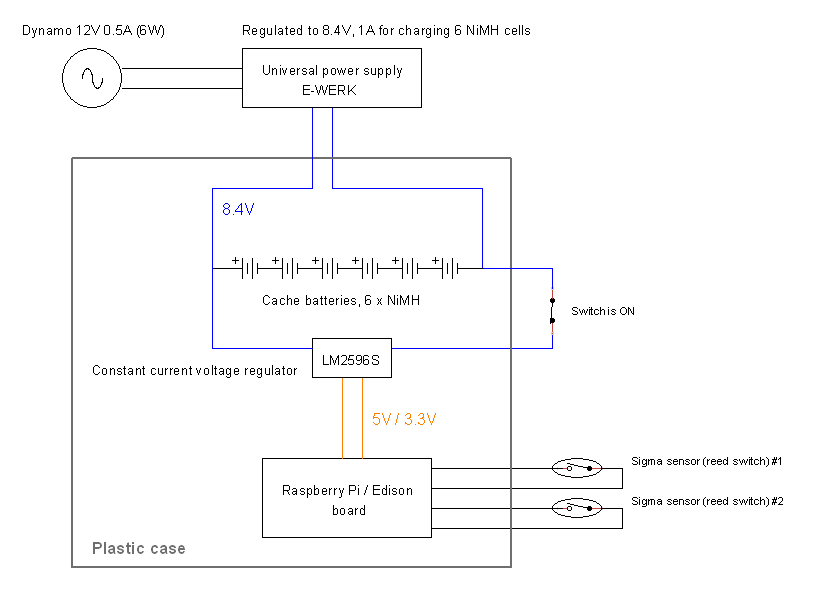 Dynamo 12V 0.5A (6W)
Regulated to 8.4V, 1A for charging 6 NiMH cells
Universal power supply
E-WERK
8.4V
+ + + + + +
Cache batteries, 6 x NiMH
Switch is ON
LM2596S
Constant current voltage regulator
5V / 3.3V
Sigma sensor (reed switch) #1
Raspberry Pi / Edison
board
Sigma sensor (reed switch) #2
Plastic case